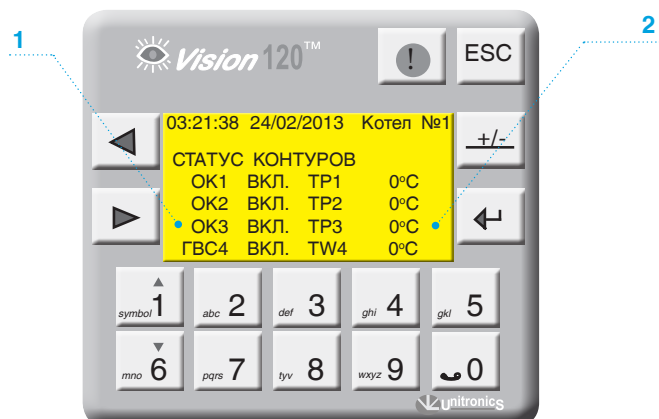 1
2
Vision 120™
!
ESC
03:21:38 24/02/2013 Котел №1
+/-
СТАТУС КОНТУРОВ
ОК1 ВКЛ. ТР1 0°C
ОК2 ВКЛ. ТР2 0°C
ОК3 ВКЛ. ТР3 0°C
ГВС4 ВКЛ. TW4 0°C
symbol 1
abc 2
def 3
ghi 4
gkl 5
mno 6
pqrs 7
tyv 8
wxyz 9
0
Unitronics